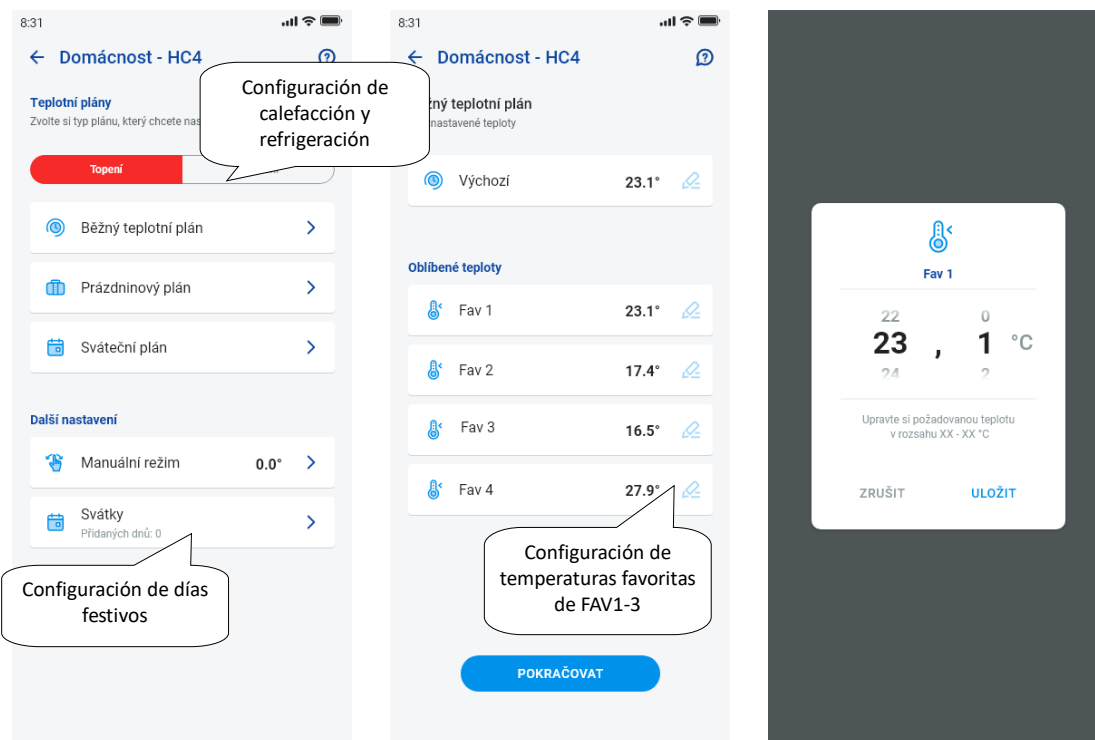 8:31
Domácnost - HC4
Teplotní plány
Zvolte si typ plánu, který chcete
Configuración de
calefacción y
refrigeración
Topení
Běžný teplotní plán
Prázdninový plán
Sváteční plán
Další nastavení
Manuální režim 0.0°
Svátky
Přidaných dnů: 0
Configuración de días
festivos
8:31
Domácnost - HC4
teplotní plán
nastavené teploty
Výchozí 23.1°
Oblíbené teploty
Fav 1 23.1°
Fav 2 17.4°
Fav 3 16.5°
Fav 4 27.9°
Configuración de
temperaturas favoritas
de FAV1-3
POKRAČOVAT
Fav 1
22 0
23 , 1 °C
24 2
Upravte si požadovanou teplotu
v rozsahu XX - XX °C
ZRUŠIT ULOŽIT